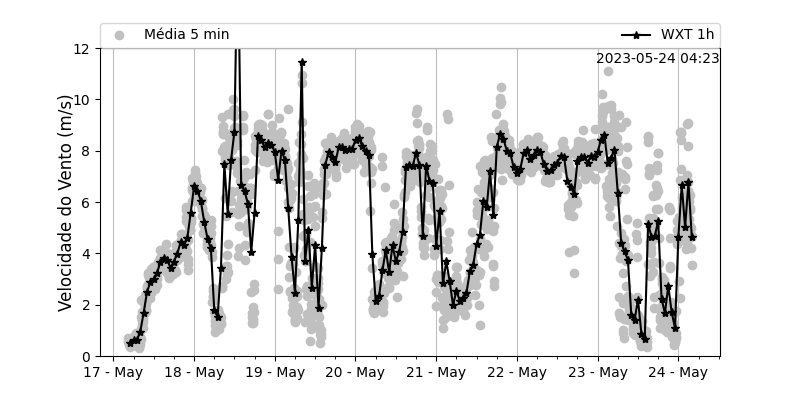 Média 5 min
WXT 1h
2023-05-24 04:23
Velocidade do Vento (m/s)
12
10
8
6
4
2
0
17 - May
18 - May
19 - May
20 - May
21 - May
22 - May
23 - May
24 - May